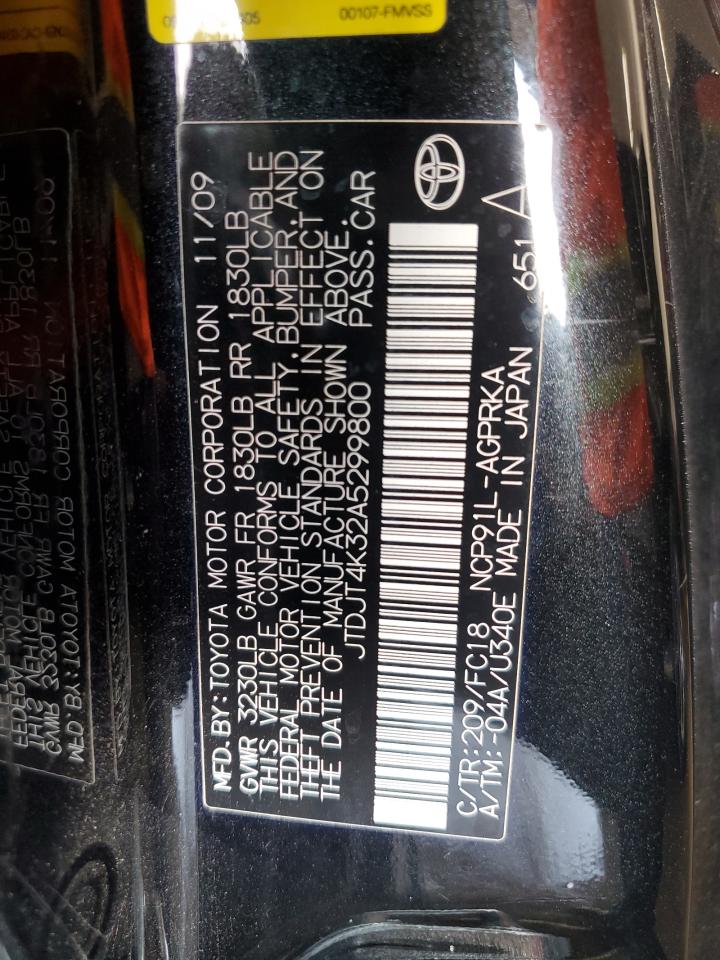 00107-FMVSS
MFD.BY:TOYOTA MOTOR CORPORATION 11/09
GVWR 3230LB GAWR FR 1830LB RR 1830LB
THIS VEHICLE CONFORMS TO ALL APPLICABLE
FEDERAL MOTOR VEHICLE SAFETY,BUMPER,AND
THEFT PREVENTION STANDARDS IN EFFECT ON
THE DATE OF MANUFACTURE SHOWN ABOVE.
JTDJT4K32A5299800 PASS.CAR
C/TR:209/FC18 NCP91L-AGPRKA
A/TM:-04A/U340E MADE IN JAPAN 651 A